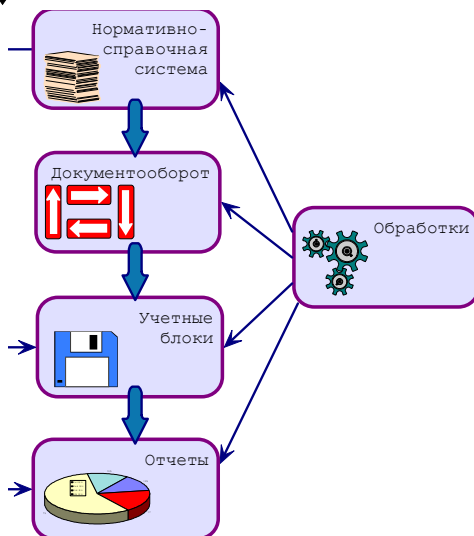 Нормативно-
справочная
система
Документооборот
Обработки
Учетные
блоки
Отчеты